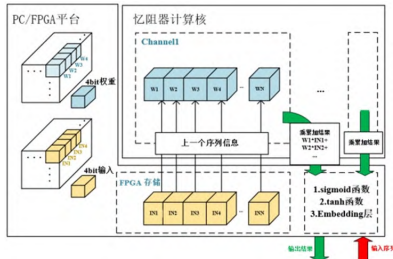 PC/FPGA平台
W1
W2
W3
W4
4bit权重
IN4
IN3
IN2
IN1
4bit输入
忆阻器计算核
Channel1
W1 W2 W3 W4 ... WN
...
上一个序列信息
乘累加结果
W1*IN1+
W2*IN2+
...
乘累加结果
FPGA 存储
IN1 IN2 IN3 IN4 ... INN
1.sigmoid函数
2.tanh函数
3.Embedding层
输出结果
输入序列